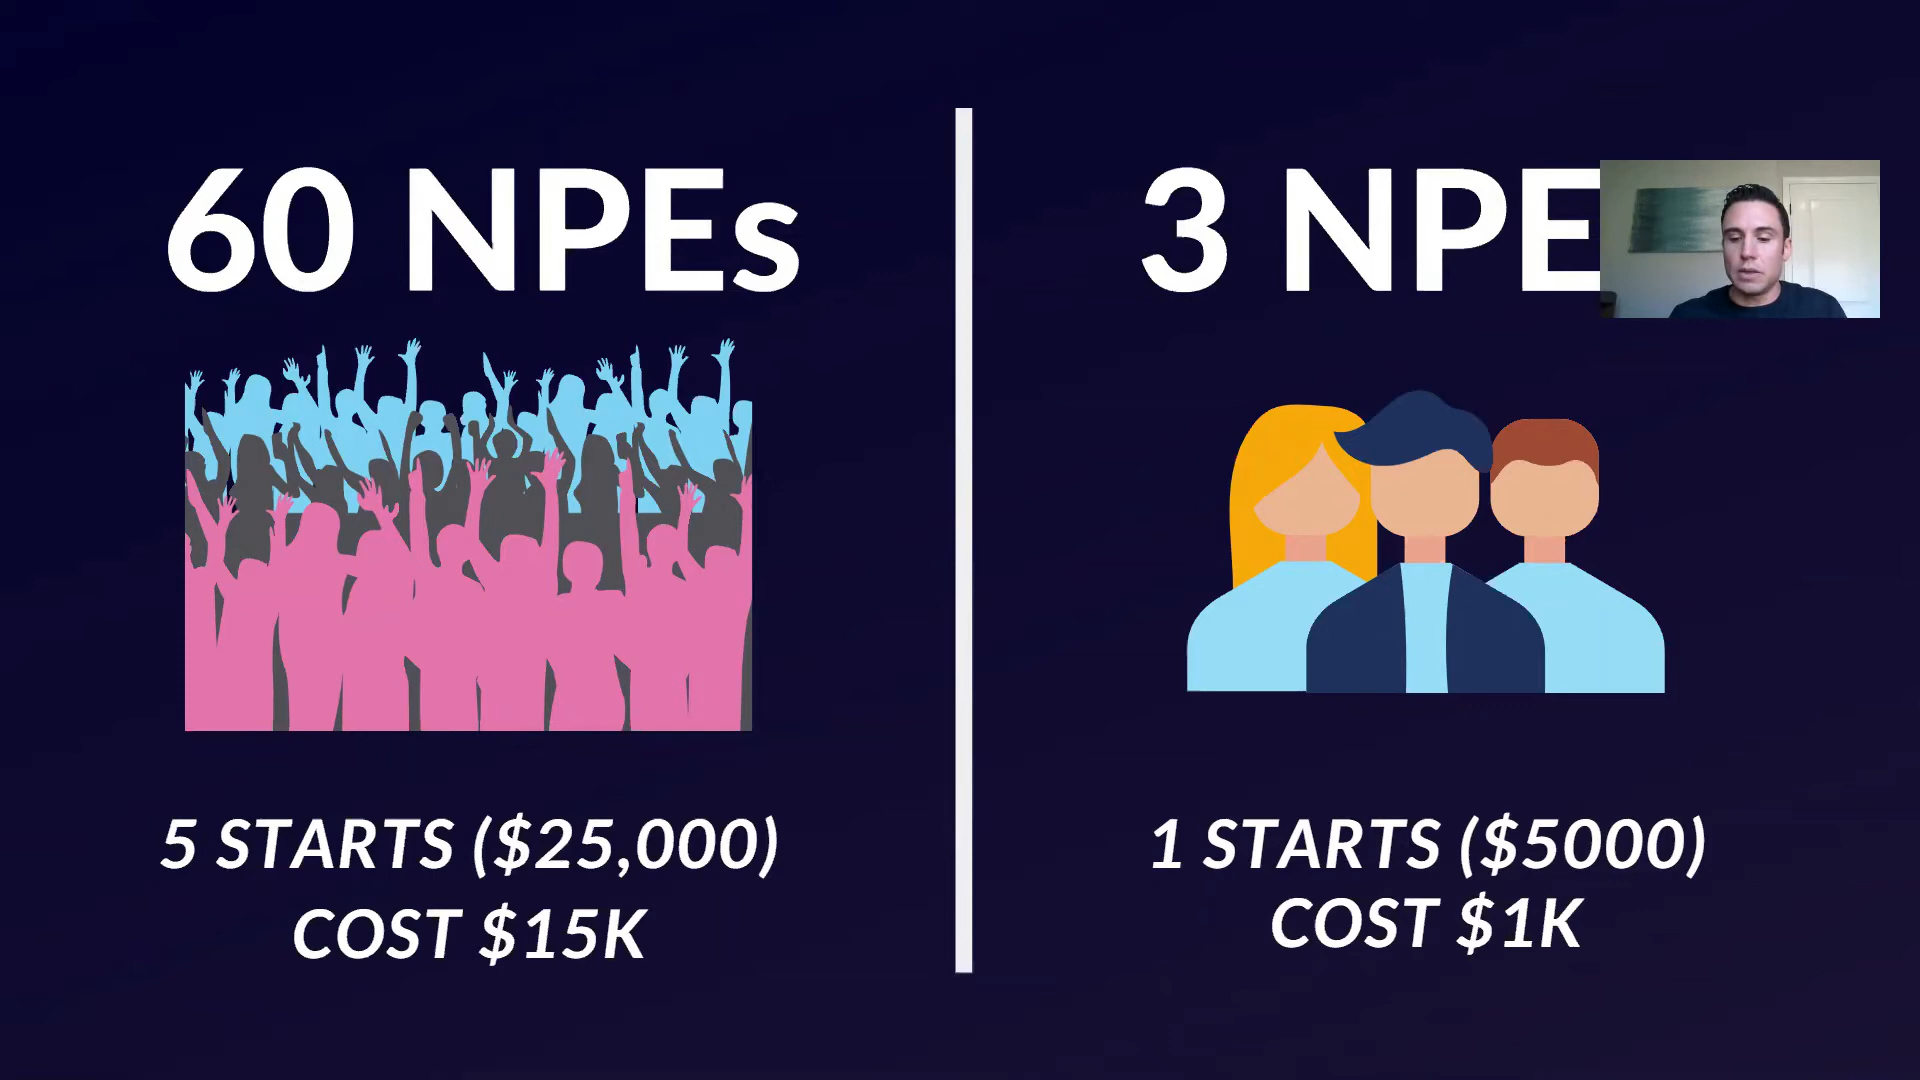 60 NPEs
5 STARTS ($25,000)
COST $15K
3 NPE
1 STARTS ($5000)
COST $1K